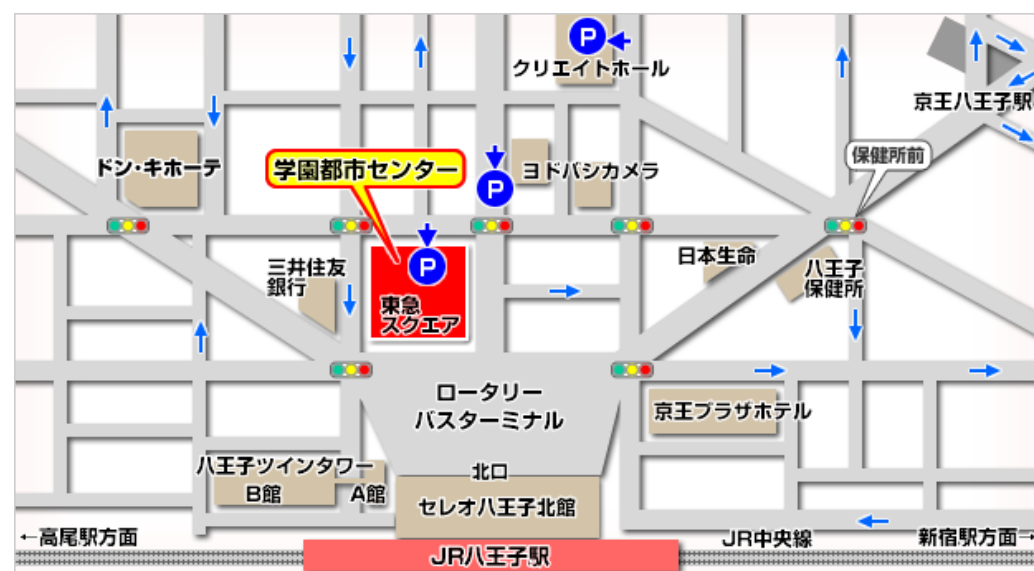 P
クリエイトホール
京王八王子駅
ドン・キホーテ
学園都市センター
P
ヨドバシカメラ
保健所前
P
三井住友
銀行
東急
スクエア
日本生命
八王子
保健所
ロータリー
バスターミナル
京王プラザホテル
八王子ツインタワー
B館
A館
北口
セレオ八王子北館
←高尾駅方面
JR中央線
新宿駅方面→
JR八王子駅